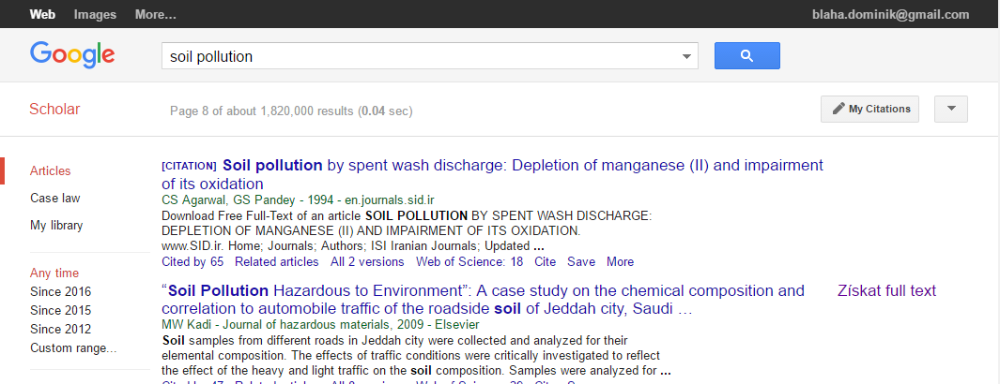 Web Images More... blaha.dominik@gmail.com
Google soil pollution
Scholar Page 8 of about 1,820,000 results (0.04 sec) My Citations
Articles
Case law
My library
Any time
Since 2016
Since 2015
Since 2012
Custom range...
[CITATION] Soil pollution by spent wash discharge: Depletion of manganese (II) and impairment
of its oxidation
CS Agarwal, GS Pandey - 1994 - en.journals.sid.ir
Download Free Full-Text of an article SOIL POLLUTION BY SPENT WASH DISCHARGE:
DEPLETION OF MANGANESE (II) AND IMPAIRMENT OF ITS OXIDATION.
www.SID.ir. Home; Journals; Authors; ISI Iranian Journals; Updated ...
Cited by 65 Related articles All 2 versions Web of Science: 18 Cite Save More
“Soil Pollution Hazardous to Environment”: A case study on the chemical composition and
correlation to automobile traffic of the roadside soil of Jeddah city, Saudi …
MW Kadi - Journal of hazardous materials, 2009 - Elsevier
Soil samples from different roads in Jeddah city were collected and analyzed for their
elemental composition. The effects of traffic conditions were critically investigated to reflect
the effect of the heavy and light traffic on the soil composition. Samples were analyzed for ...
Získat full text